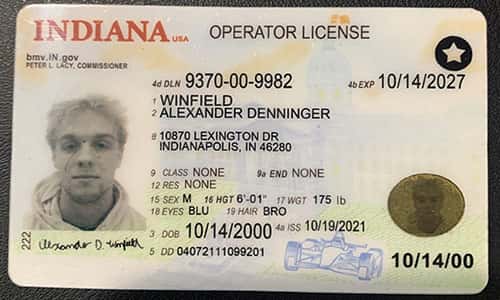 INDIANA USA OPERATOR LICENSE
bmv.IN.gov
PETER L. LACY, COMMISSIONER
4d DLN 9370-00-9982 4b EXP 10/14/2027
1 WINFIELD
2 ALEXANDER DENNINGER
8 10870 LEXINGTON DR
INDIANAPOLIS, IN 46280
9 CLASS NONE 9a END NONE
12 RES NONE
15 SEX M 16 HGT 6'-01" 17 WGT 175 lb
18 EYES BLU 19 HAIR BRO
3 DOB 10/14/2000 4a ISS 10/19/2021
5 DD 04072111099201
10/14/00
222
Alexander D. Winfield